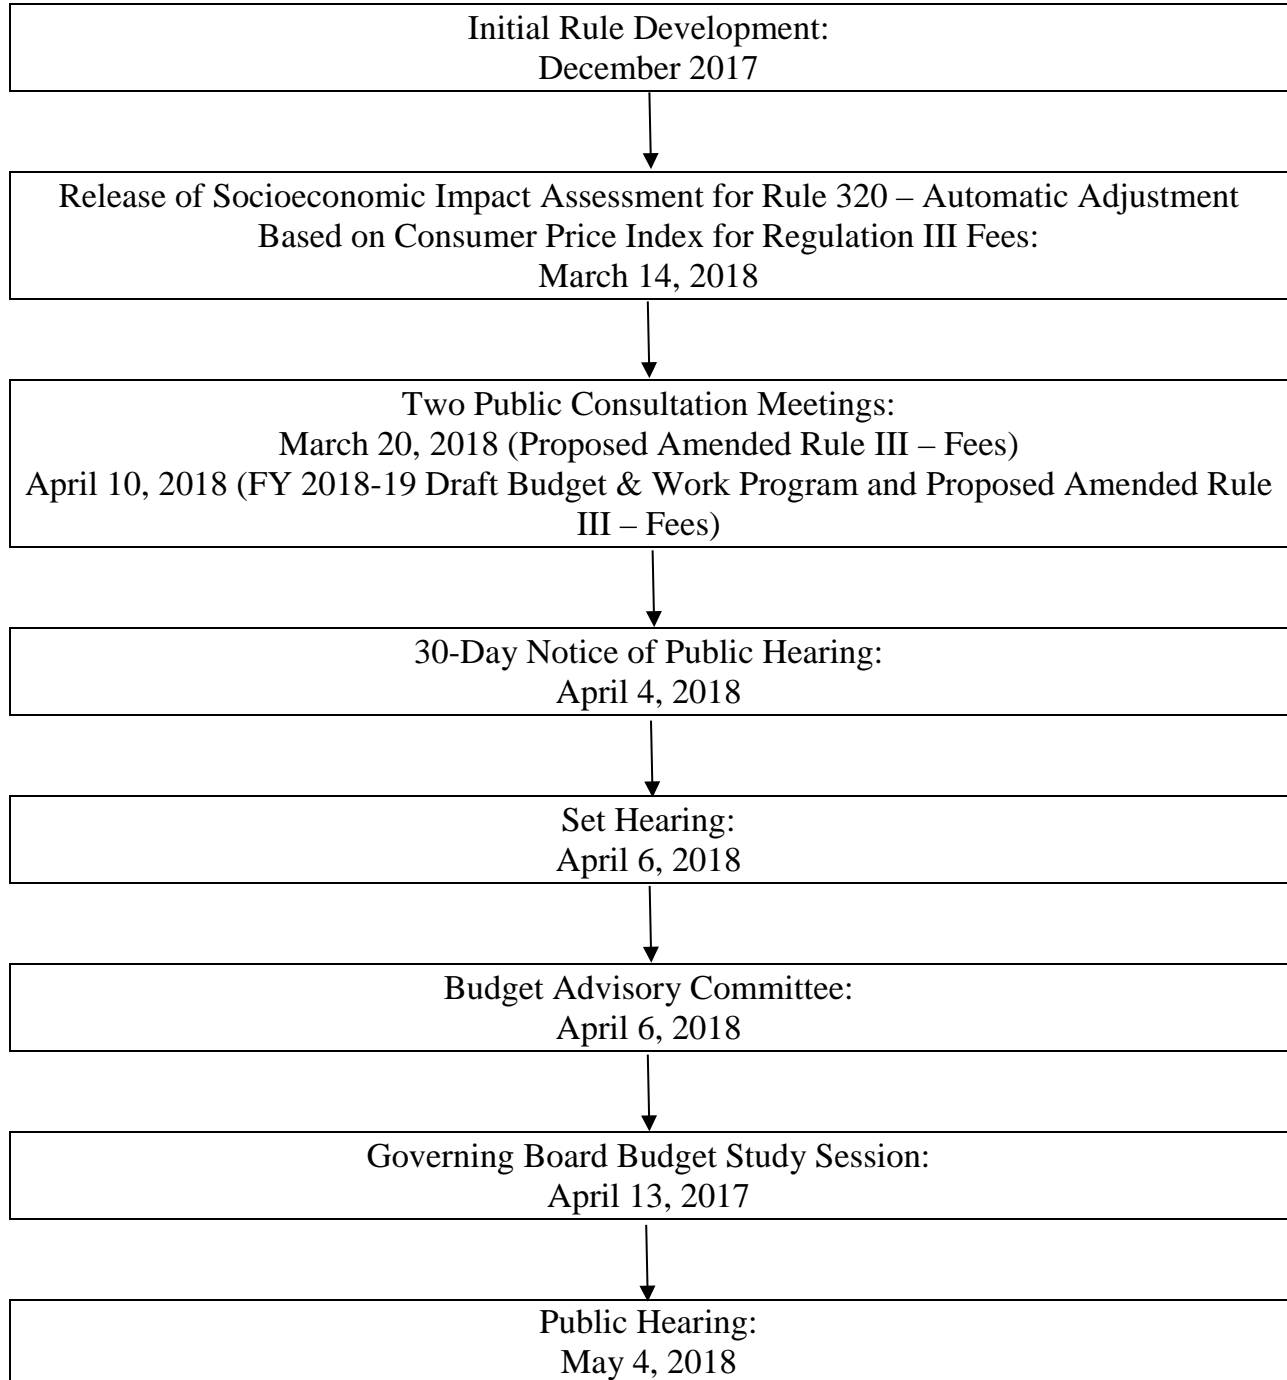 Initial Rule Development:
December 2017
Release of Socioeconomic Impact Assessment for Rule 320 – Automatic Adjustment
Based on Consumer Price Index for Regulation III Fees:
March 14, 2018
Two Public Consultation Meetings:
March 20, 2018 (Proposed Amended Rule III – Fees)
April 10, 2018 (FY 2018-19 Draft Budget & Work Program and Proposed Amended Rule
III – Fees)
30-Day Notice of Public Hearing:
April 4, 2018
Set Hearing:
April 6, 2018
Budget Advisory Committee:
April 6, 2018
Governing Board Budget Study Session:
April 13, 2017
Public Hearing:
May 4, 2018